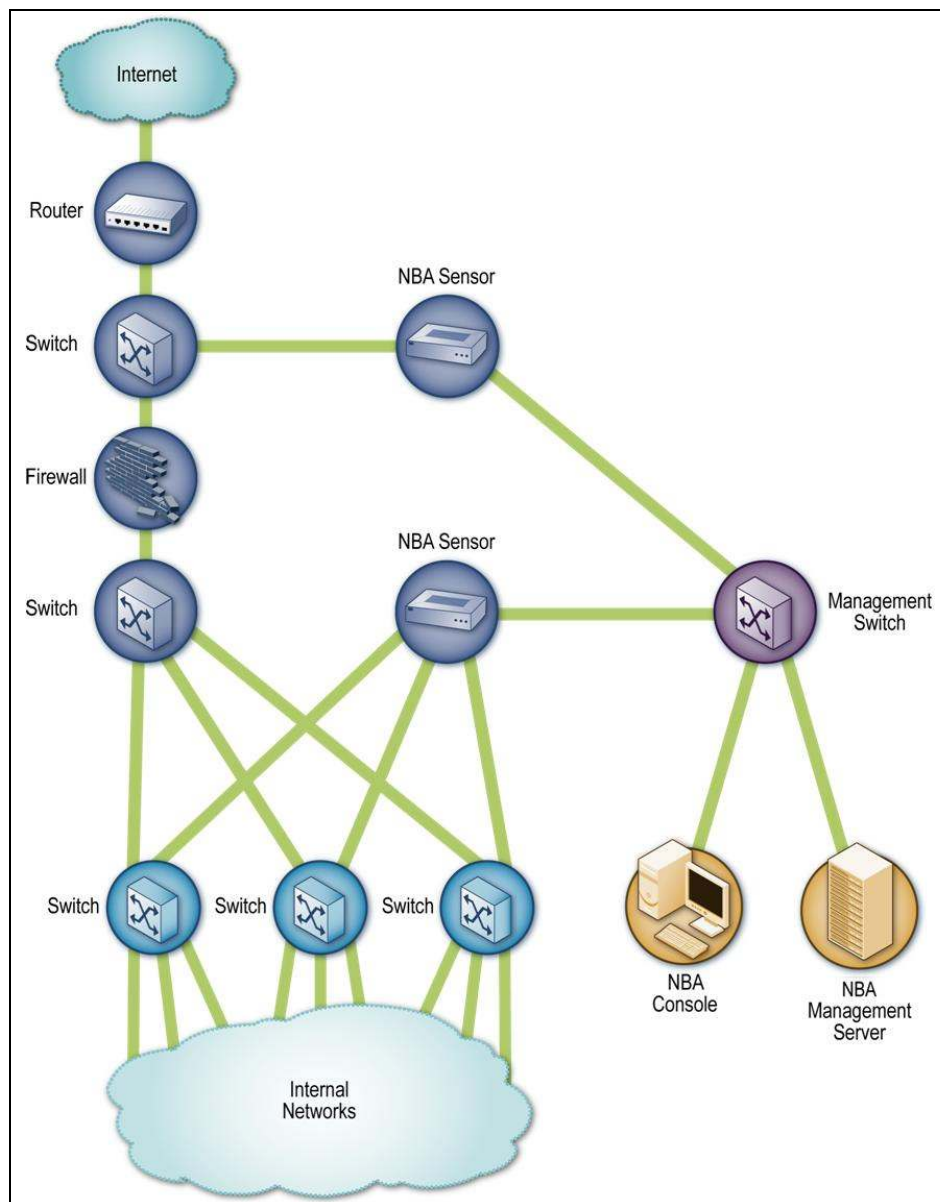 Internet
Router
NBA Sensor
Switch
Firewall
NBA Sensor
Switch
Management
Switch
Switch
Switch
Switch
NBA
Console
NBA
Management
Server
Internal
Networks